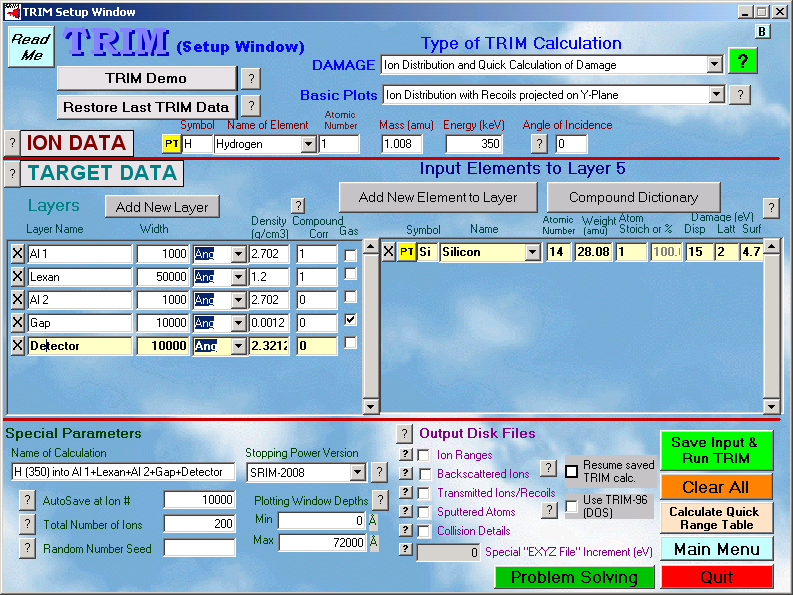 TRIM Setup Window
Read Me
TRIM (Setup Window)
B
Type of TRIM Calculation
DAMAGE Ion Distribution and Quick Calculation of Damage ?
TRIM Demo ?
Restore Last TRIM Data ?
Basic Plots Ion Distribution with Recoils projected on Y-Plane ?
Symbol Name of Element Atomic Number Mass (amu) Energy (keV) Angle of Incidence
? ION DATA PT H Hydrogen 1 1.008 350 ? 0
? TARGET DATA
Input Elements to Layer 5
Layers Add New Layer ?
Add New Element to Layer Compound Dictionary ?
Layer Name Width Density (g/cm3) Compound Corr Gas
Symbol Name Atomic Number Weight (amu) Atom Stoich or % Damage (eV) Disp Latt Surf
X Al 1 1000 Ang 2.702 1
X Lexan 50000 Ang 1.2 1
X Al 2 1000 Ang 2.702 0
X Gap 10000 Ang 0.0012 0
X Detector 10000 Ang 2.3212 0
X PT Si Silicon 14 28.08 1 100. 15 2 4.7
Special Parameters
Name of Calculation Stopping Power Version
H (350) into Al 1+Lexan+Al 2+Gap+Detector SRIM-2008 ?
? AutoSave at Ion # 10000
? Total Number of Ions 200
? Random Number Seed
Plotting Window Depths ?
Min 0 Å
Max 72000 Å
? Output Disk Files
? Ion Ranges
? Backscattered Ions
? Transmitted Ions/Recoils
? Sputtered Atoms
? Collision Details
? 0 Special "EXYZ File" Increment (eV)
? Resume saved TRIM calc.
? Use TRIM-96 (DOS)
Save Input & Run TRIM
Clear All
Calculate Quick Range Table
Main Menu
Problem Solving
Quit